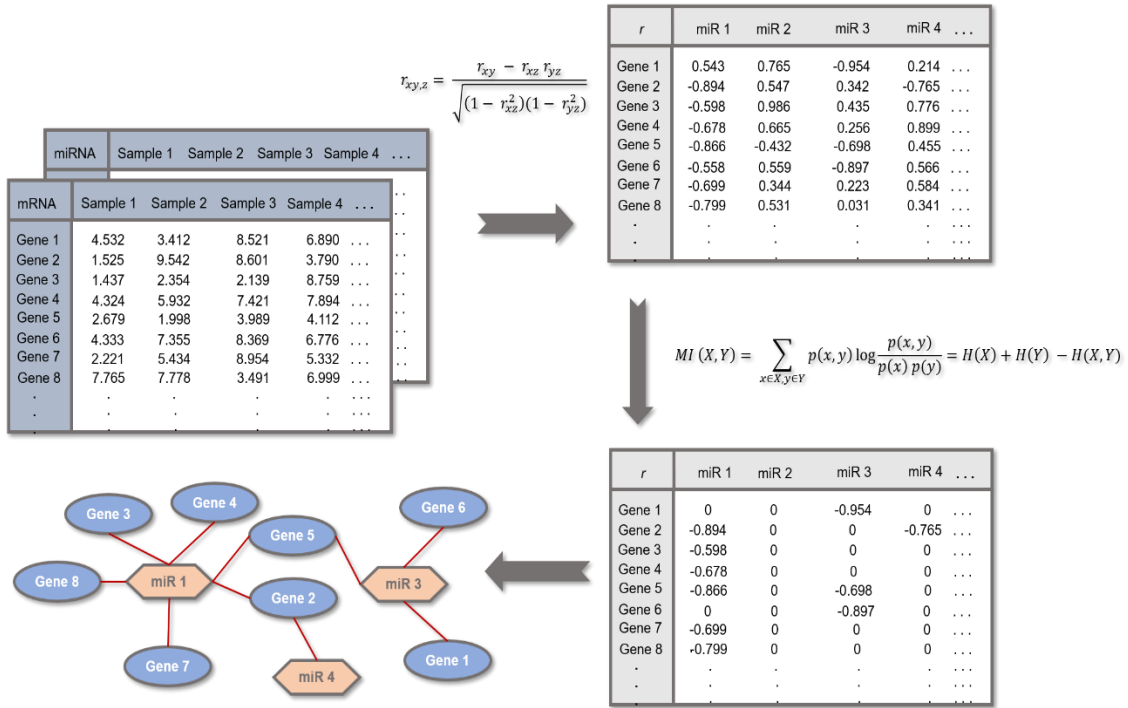 r_{xy,z} = \frac{r_{xy} - r_{xz} r_{yz}}{\sqrt{(1 - r_{xz}^2)(1 - r_{yz}^2)}}
miRNA Sample 1 Sample 2 Sample 3 Sample 4 . . .
mRNA Sample 1 Sample 2 Sample 3 Sample 4 . . .
Gene 1 4.532 3.412 8.521 6.890 . . .
Gene 2 1.525 9.542 8.601 3.790 . . .
Gene 3 1.437 2.354 2.139 8.759 . . .
Gene 4 4.324 5.932 7.421 7.894 . . .
Gene 5 2.679 1.998 3.989 4.112 . . .
Gene 6 4.333 7.355 8.369 6.776 . . .
Gene 7 2.221 5.434 8.954 5.332 . . .
Gene 8 7.765 7.778 3.491 6.999 . . .
. . . . . . . .
. . . . . . . .
. . . . . . . .
r miR 1 miR 2 miR 3 miR 4 . . .
Gene 1 0.543 0.765 -0.954 0.214 . . .
Gene 2 -0.894 0.547 0.342 -0.765 . . .
Gene 3 -0.598 0.986 0.435 0.776 . . .
Gene 4 -0.678 0.665 0.256 0.899 . . .
Gene 5 -0.866 -0.432 -0.698 0.455 . . .
Gene 6 -0.558 0.559 -0.897 0.566 . . .
Gene 7 -0.699 0.344 0.223 0.584 . . .
Gene 8 -0.799 0.531 0.031 0.341 . . .
. . . . . . . .
. . . . . . . .
MI (X,Y) = \sum_{x∈X,y∈Y} p(x,y) log \frac{p(x,y)}{p(x) p(y)} = H(X) + H(Y) − H(X,Y)
r miR 1 miR 2 miR 3 miR 4 . . .
Gene 1 0 0 -0.954 0 . . .
Gene 2 -0.894 0 0 -0.765 . . .
Gene 3 -0.598 0 0 0 . . .
Gene 4 -0.678 0 0 0 . . .
Gene 5 -0.866 0 -0.698 0 . . .
Gene 6 0 0 -0.897 0 . . .
Gene 7 -0.699 0 0 0 . . .
Gene 8 -0.799 0 0 0 . . .
. . . . . . . .
. . . . . . . .
Gene 3
Gene 4
Gene 5
Gene 6
Gene 8
miR 1
Gene 2
miR 3
Gene 7
miR 4
Gene 1